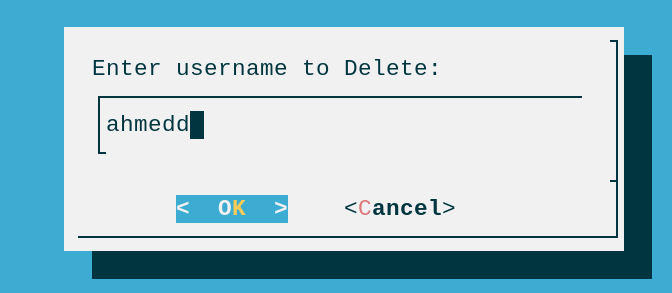 Enter username to Delete:
ahmedd
< OK > <Cancel>